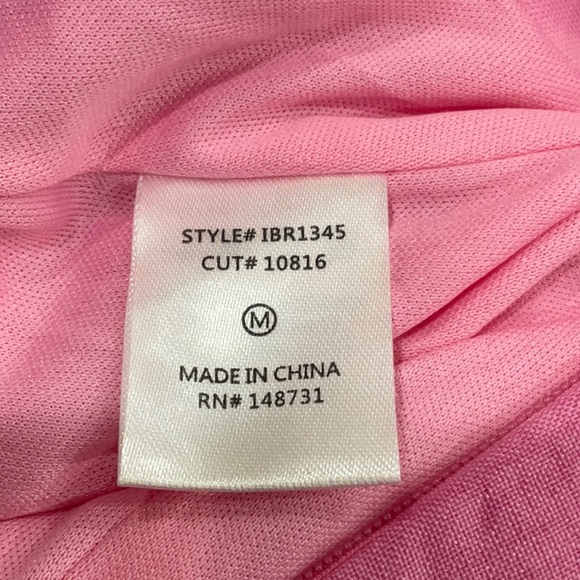 STYLE# IBR1345
CUT# 10816
M
MADE IN CHINA
RN# 148731